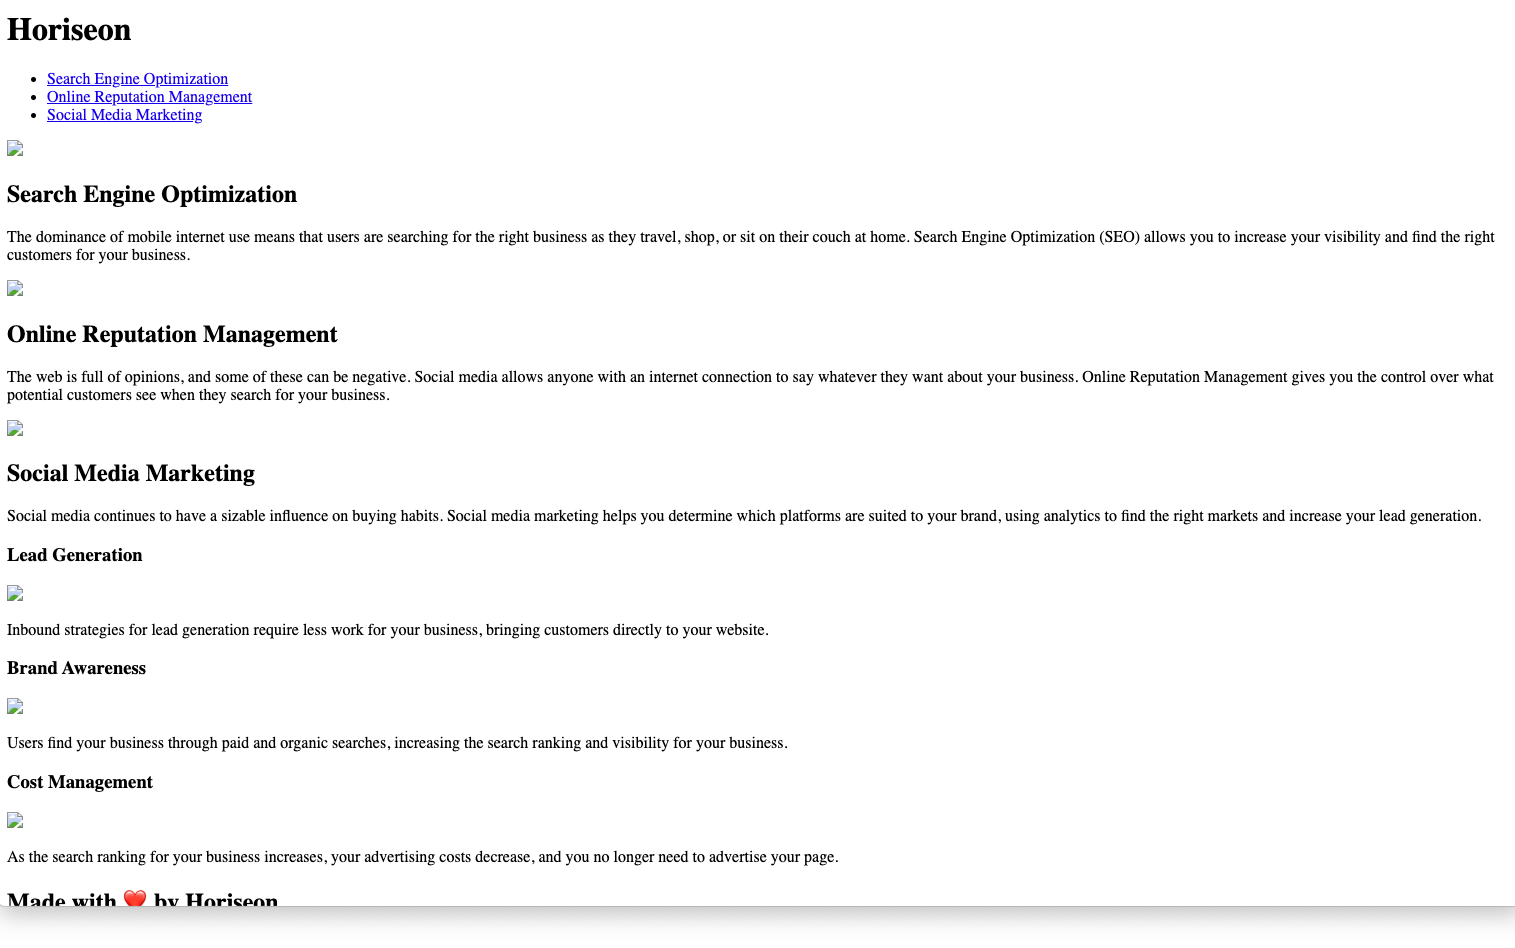 Horiseon
Search Engine Optimization
Online Reputation Management
Social Media Marketing
Search Engine Optimization
The dominance of mobile internet use means that users are searching for the right business as they travel, shop, or sit on their couch at home. Search Engine Optimization (SEO) allows you to increase your visibility and find the right
customers for your business.
Online Reputation Management
The web is full of opinions, and some of these can be negative. Social media allows anyone with an internet connection to say whatever they want about your business. Online Reputation Management gives you the control over what
potential customers see when they search for your business.
Social Media Marketing
Social media continues to have a sizable influence on buying habits. Social media marketing helps you determine which platforms are suited to your brand, using analytics to find the right markets and increase your lead generation.
Lead Generation
Inbound strategies for lead generation require less work for your business, bringing customers directly to your website.
Brand Awareness
Users find your business through paid and organic searches, increasing the search ranking and visibility for your business.
Cost Management
As the search ranking for your business increases, your advertising costs decrease, and you no longer need to advertise your page.
Made with ❤️ by Horiseon